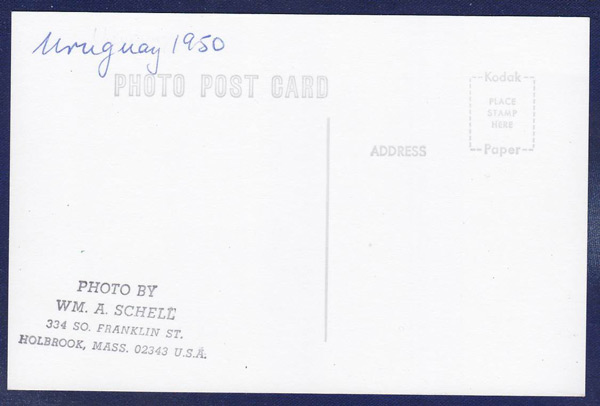 Uruguay 1950
PHOTO POST CARD
Kodak
PLACE
STAMP
HERE
Paper
ADDRESS
PHOTO BY
WM. A. SCHELL
334 SO. FRANKLIN ST.
HOLBROOK, MASS. 02343 U.S.A.